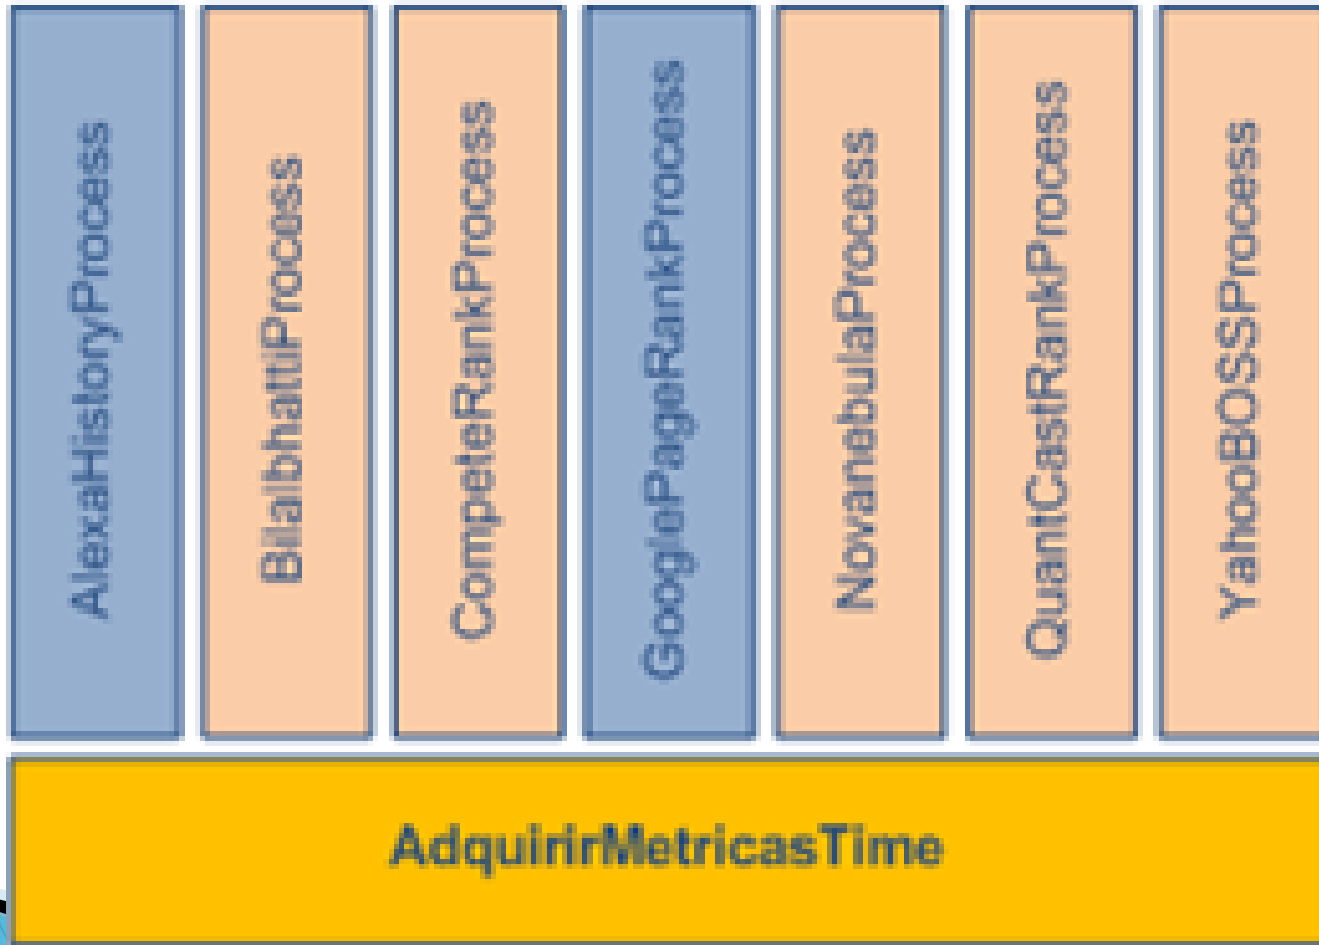 AlexaHistoryProcess
BilalbhattiProcess
CompeteRankProcess
GooglePageRankProcess
NovanebulaProcess
QuantCastRankProcess
YahooBOSSProcess
AdquirirMetricasTime